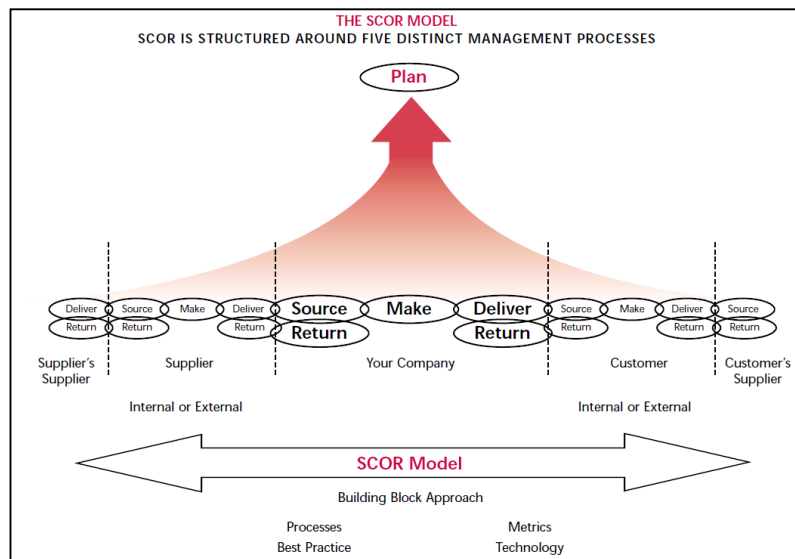 THE SCOR MODEL
SCOR IS STRUCTURED AROUND FIVE DISTINCT MANAGEMENT PROCESSES
Plan
Deliver Source Make Deliver Source Make Deliver Source Make Deliver Source
Return Return Return Return Return Return Return Return
Supplier's Supplier Your Company Customer Customer's
Supplier Supplier
Internal or External Internal or External
SCOR Model
Building Block Approach
Processes Metrics
Best Practice Technology